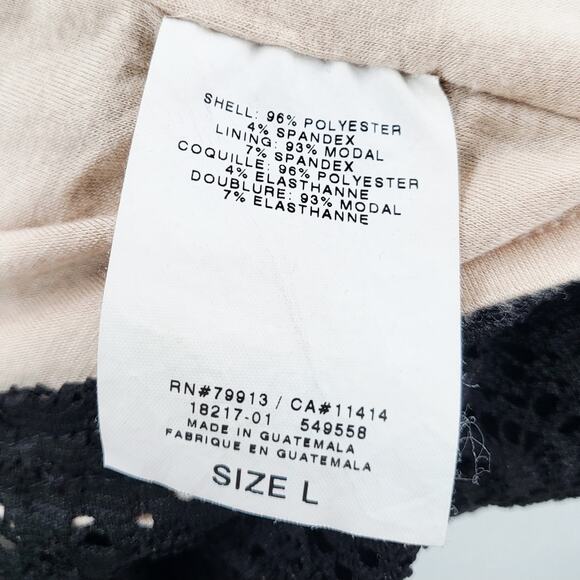 SHELL: 96% POLYESTER
4% SPANDEX
LINING: 93% MODAL
7% SPANDEX
COQUILLE: 96% POLYESTER
4% ELASTHANNE
DOUBLURE: 93% MODAL
7% ELASTHANNE
RN#79913 / CA#11414
18217-01 549558
MADE IN GUATEMALA
FABRIQUE EN GUATEMALA
SIZE L